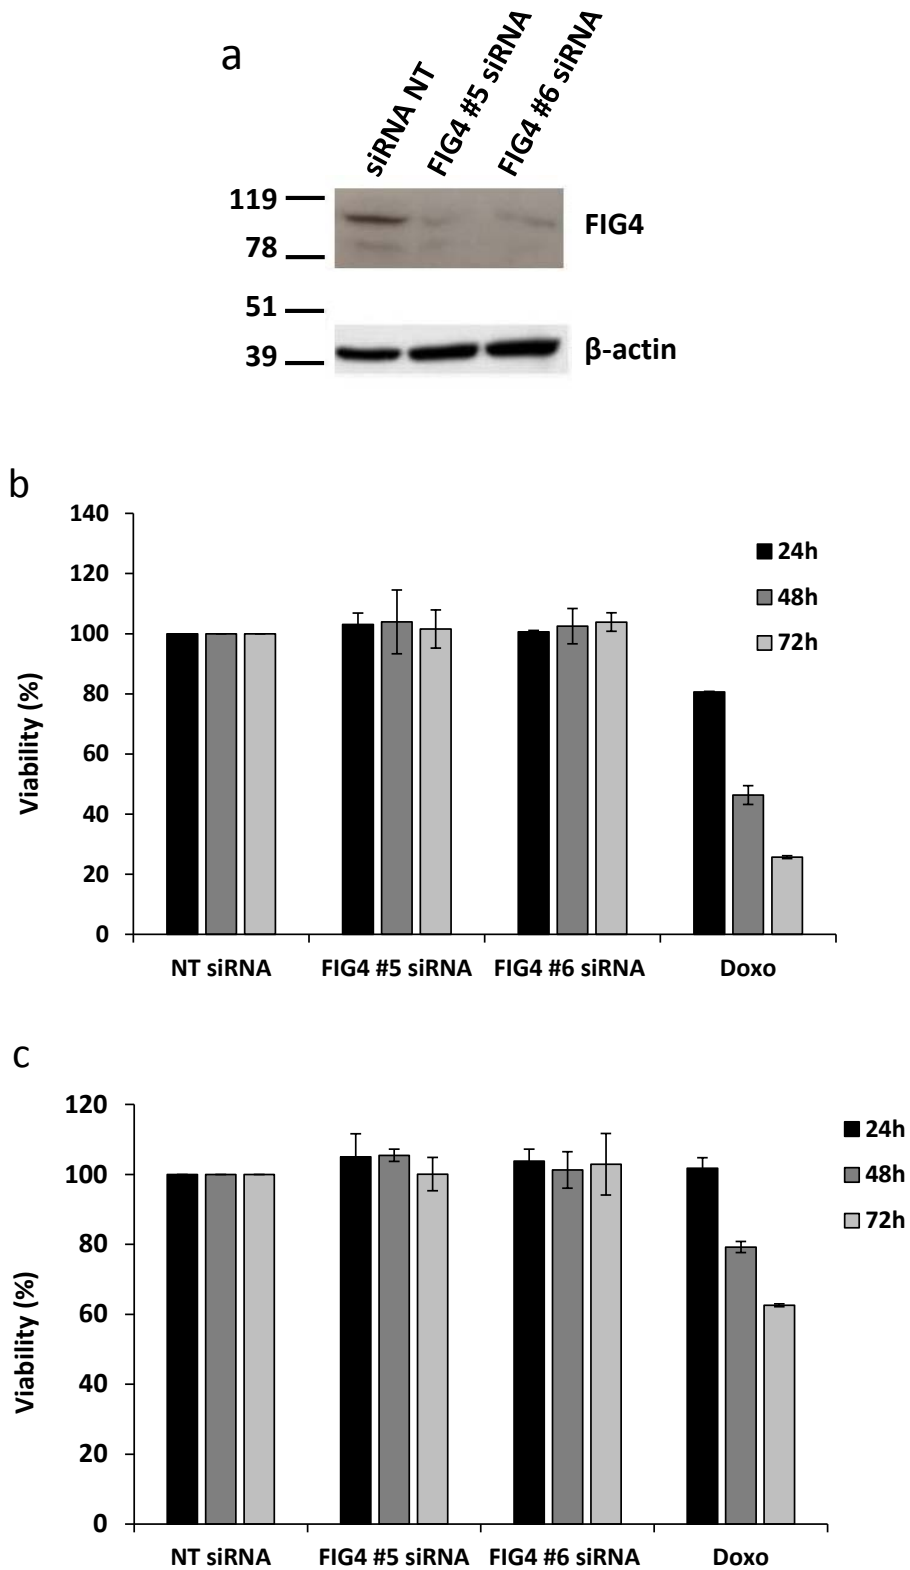 a
siRNA NT
FIG4 #5 siRNA
FIG4 #6 siRNA
119
78
FIG4
51
39
β-actin
b
140
120
100
80
60
40
20
0
Viability (%)
24h
48h
72h
NT siRNA FIG4 #5 siRNA FIG4 #6 siRNA Doxo
c
120
100
80
60
40
20
0
Viability (%)
24h
48h
72h
NT siRNA FIG4 #5 siRNA FIG4 #6 siRNA Doxo